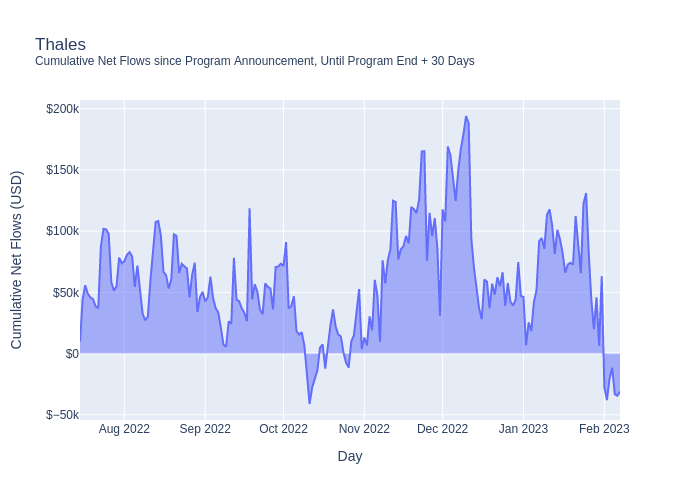 Thales
Cumulative Net Flows since Program Announcement, Until Program End + 30 Days
Cumulative Net Flows (USD)
$200k
$150k
$100k
$50k
$0
$−50k
Aug 2022 Sep 2022 Oct 2022 Nov 2022 Dec 2022 Jan 2023 Feb 2023
Day